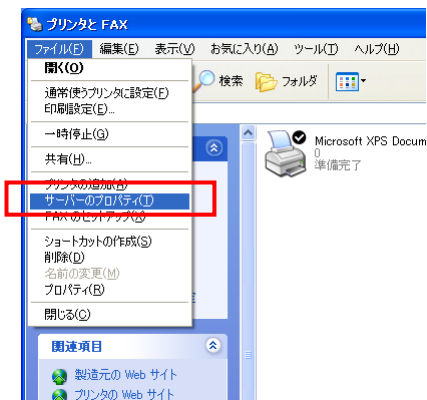 プリンタと FAX
ファイル(F) 編集(E) 表示(V) お気に入り(A) ツール(T) ヘルプ(H)
開く(O)
検索 フォルダ
通常使うプリンタに設定(F)
印刷設定(E)...
一時停止(G)
共有(H)...
プリンタの追加(A)
サーバーのプロパティ(T)
FAX のセットアップ(X)
ショートカットの作成(S)
削除(D)
名前の変更(M)
プロパティ(R)
閉じる(C)
Microsoft XPS Docum
0
準備完了
関連項目
製造元の Web サイト
プリンタの Web サイト